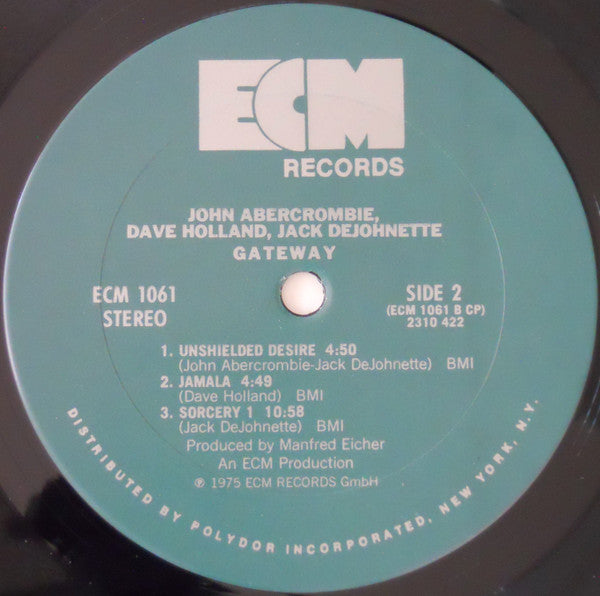 ECM
RECORDS
JOHN ABERCROMBIE,
DAVE HOLLAND, JACK DEJOHNETTE
GATEWAY
ECM 1061
STEREO
SIDE 2
(ECM 1061 B CP)
2310 422
1. UNSHIELDED DESIRE 4:50
(John Abercrombie-Jack DeJohnette) BMI
2. JAMALA 4:49
(Dave Holland) BMI
3. SORCERY 1 10:58
(Jack DeJohnette) BMI
Produced by Manfred Eicher
An ECM Production
℗ 1975 ECM RECORDS GmbH
DISTRIBUTED BY POLYDOR INCORPORATED, NEW YORK, N.Y.